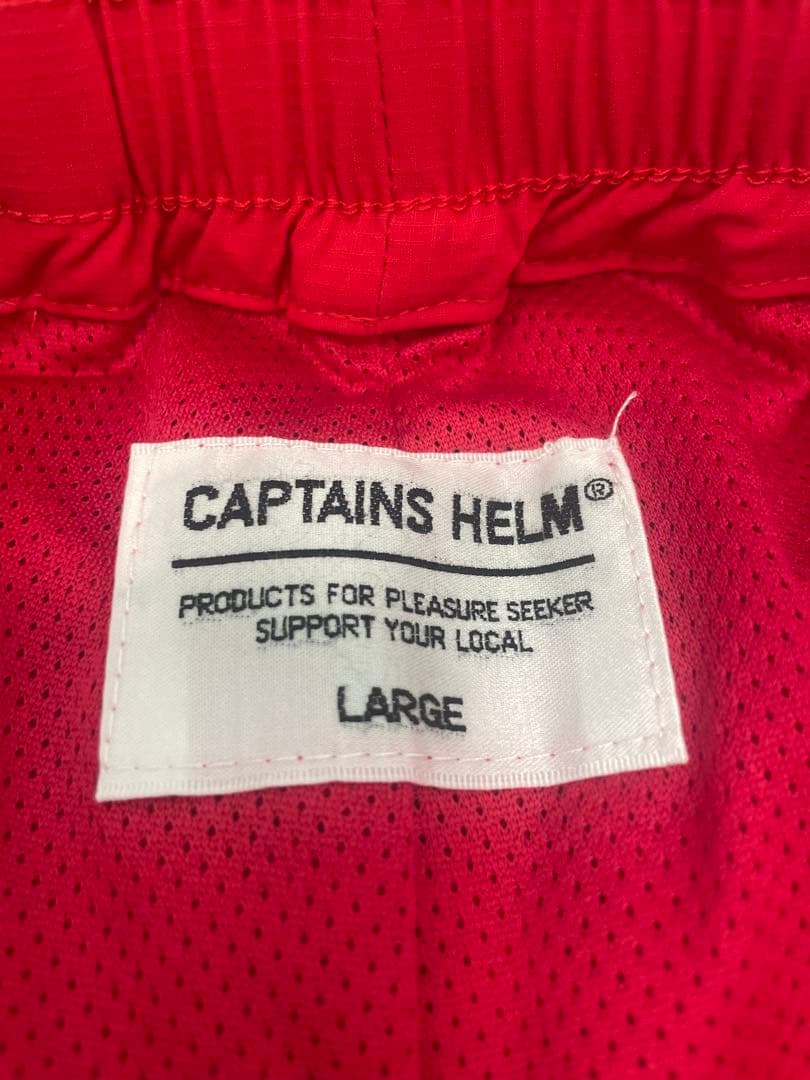 CAPTAINS HELM®
PRODUCTS FOR PLEASURE SEEKER
SUPPORT YOUR LOCAL
LARGE